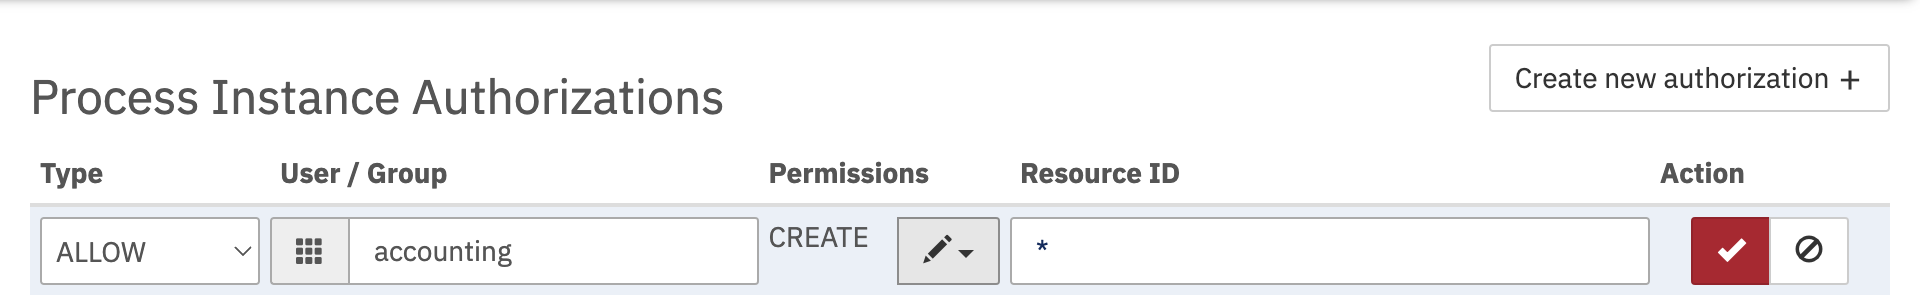 Create new authorization +
Process Instance Authorizations
Type User / Group Permissions Resource ID Action
ALLOW accounting CREATE *